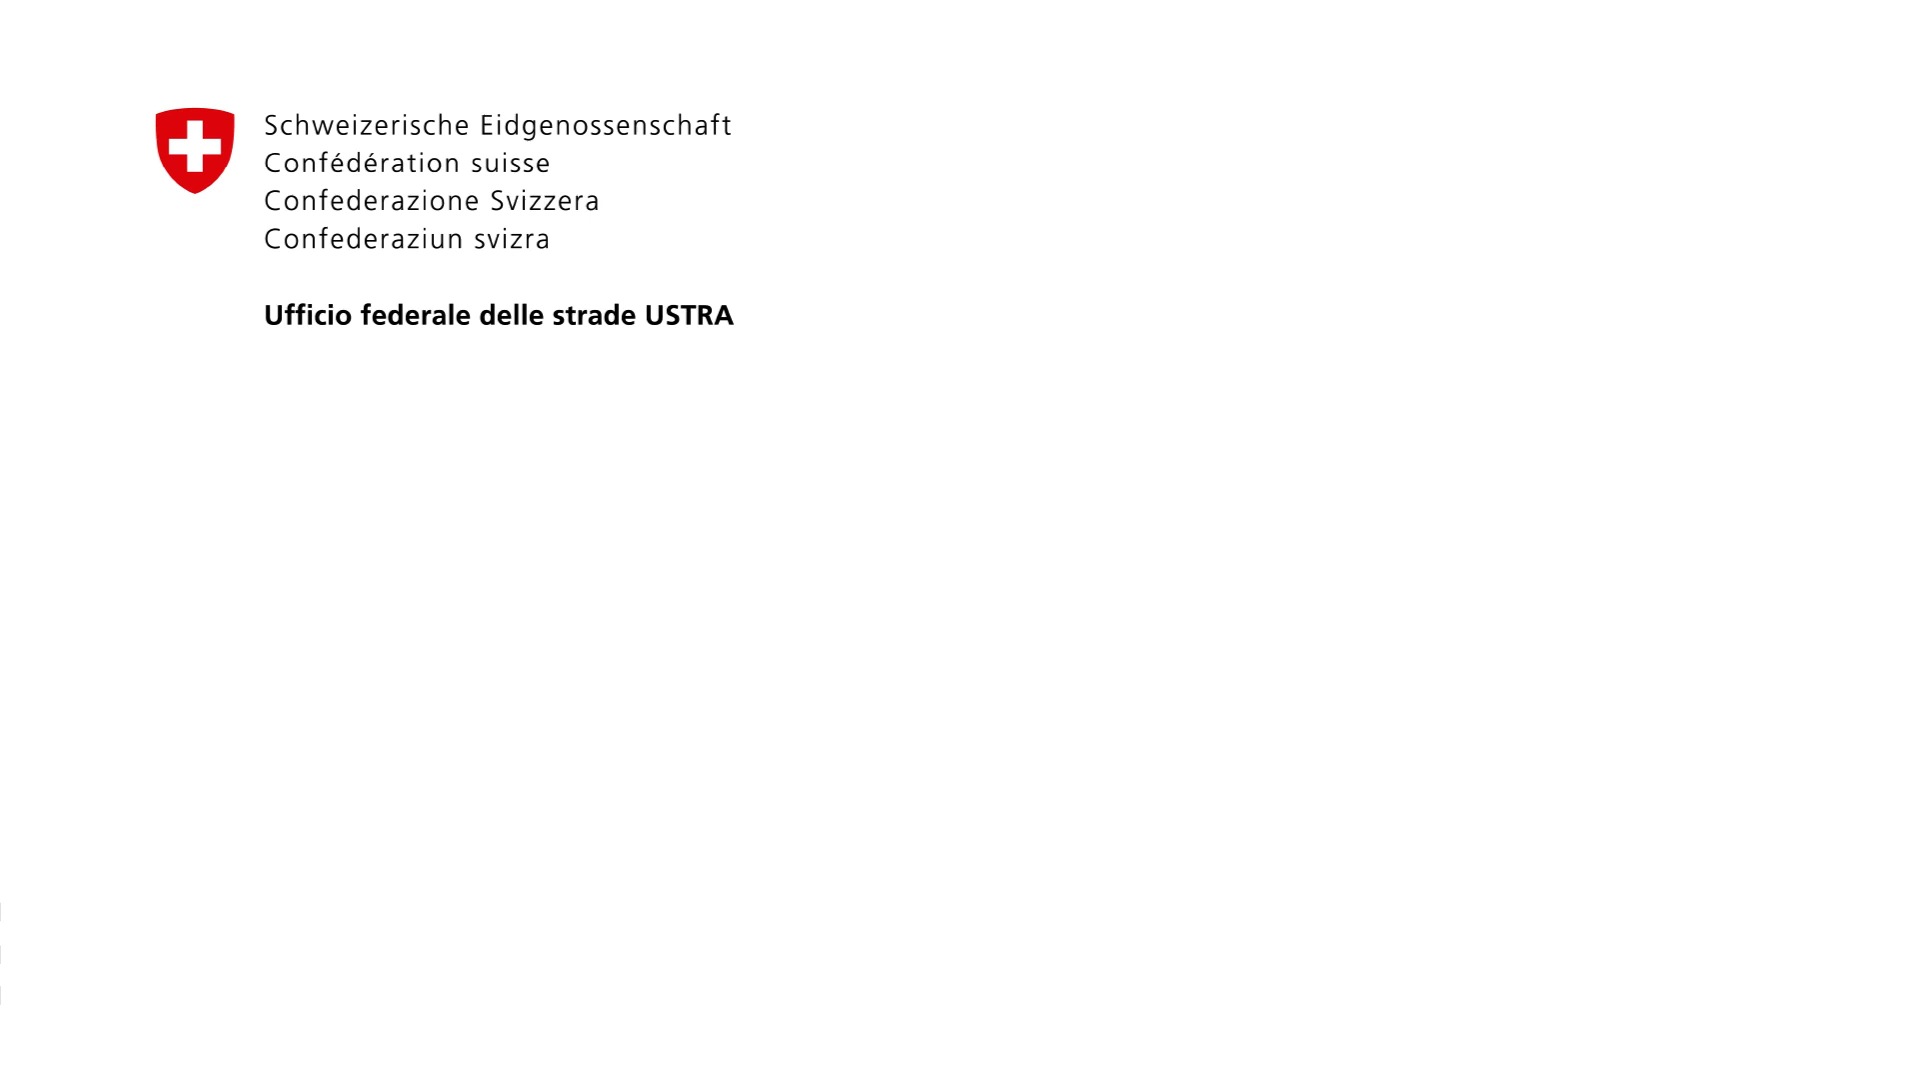 Schweizerische Eidgenossenschaft
Confédération suisse
Confederazione Svizzera
Confederaziun svizra
Ufficio federale delle strade USTRA